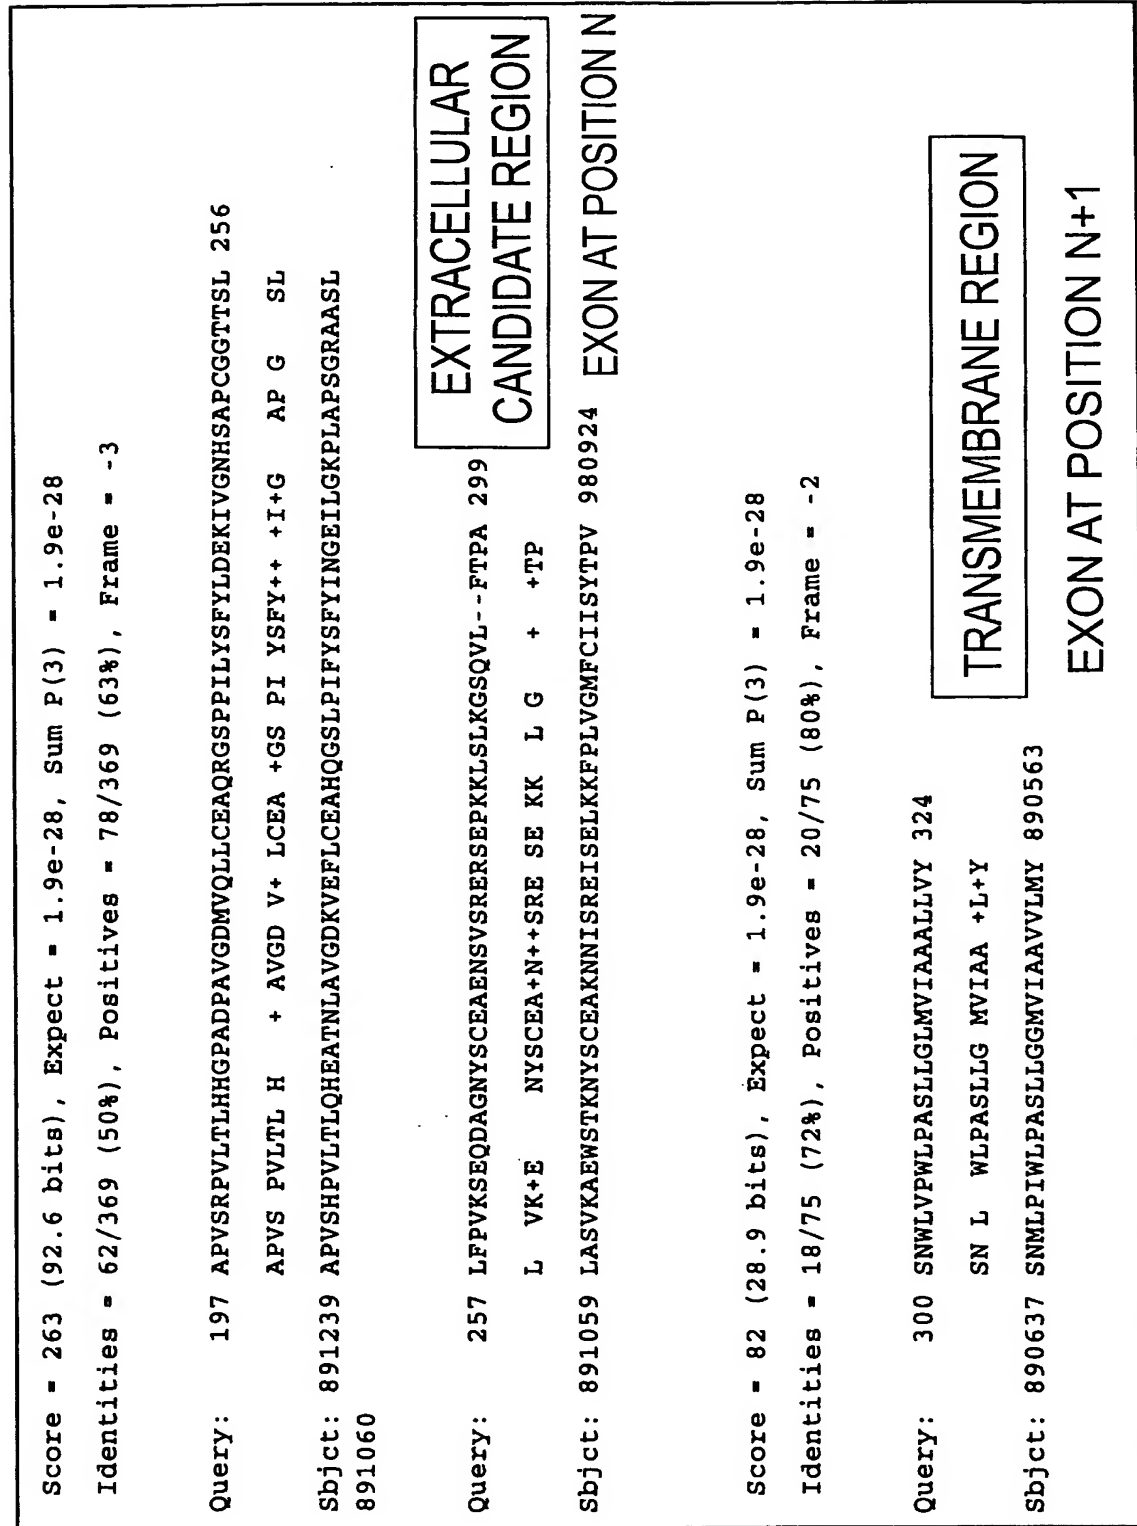 Score = 263 (92.6 bits), Expect = 1.9e-28, Sum P(3) = 1.9e-28
Identities = 62/369 (50%), Positives = 78/369 (63%), Frame = -3
Query: 197 APVSRPVLTLHHGPADPAVGDMVQLLCEAQRGSPPILYSFYLDEKIVGNHSAPCGGTTSL 256
APVS PVLTL H + AVGD V+ LCEA +GS PI YSFY++ +I+G AP G SL
Sbjct: 891239 APVSHPVLTLQHEATNLAVGDKVEFLCEAHQGSLPIFYSFYINGEILGKPLAPSGRAASL
891060
EXTRACELLULAR
CANDIDATE REGION
Query: 257 LFPVKSEQDAGNYSCEAENSVSRERSEPKKLSLKGSQVL--FTPA 299
L VK+E NYSCEA+N++SRE SE KK L G + +TP
Sbjct: 891059 LASVKAEWSTKNYSCEAKNNISREISELKKFPLVGMFCIISYTPV 980924 EXON AT POSITION N
Score = 82 (28.9 bits), Expect = 1.9e-28, Sum P(3) = 1.9e-28
Identities = 18/75 (72%), Positives = 20/75 (80%), Frame = -2
Query: 300 SNWLVPWLPASLLGLMVIAAALLVY 324
SN L WLPASLLG MVIAA +L+Y
TRANSMEMBRANE REGION
Sbjct: 890637 SNMLPIWLPASLLGGMVIAAVVLMY 890563
EXON AT POSITION N+1